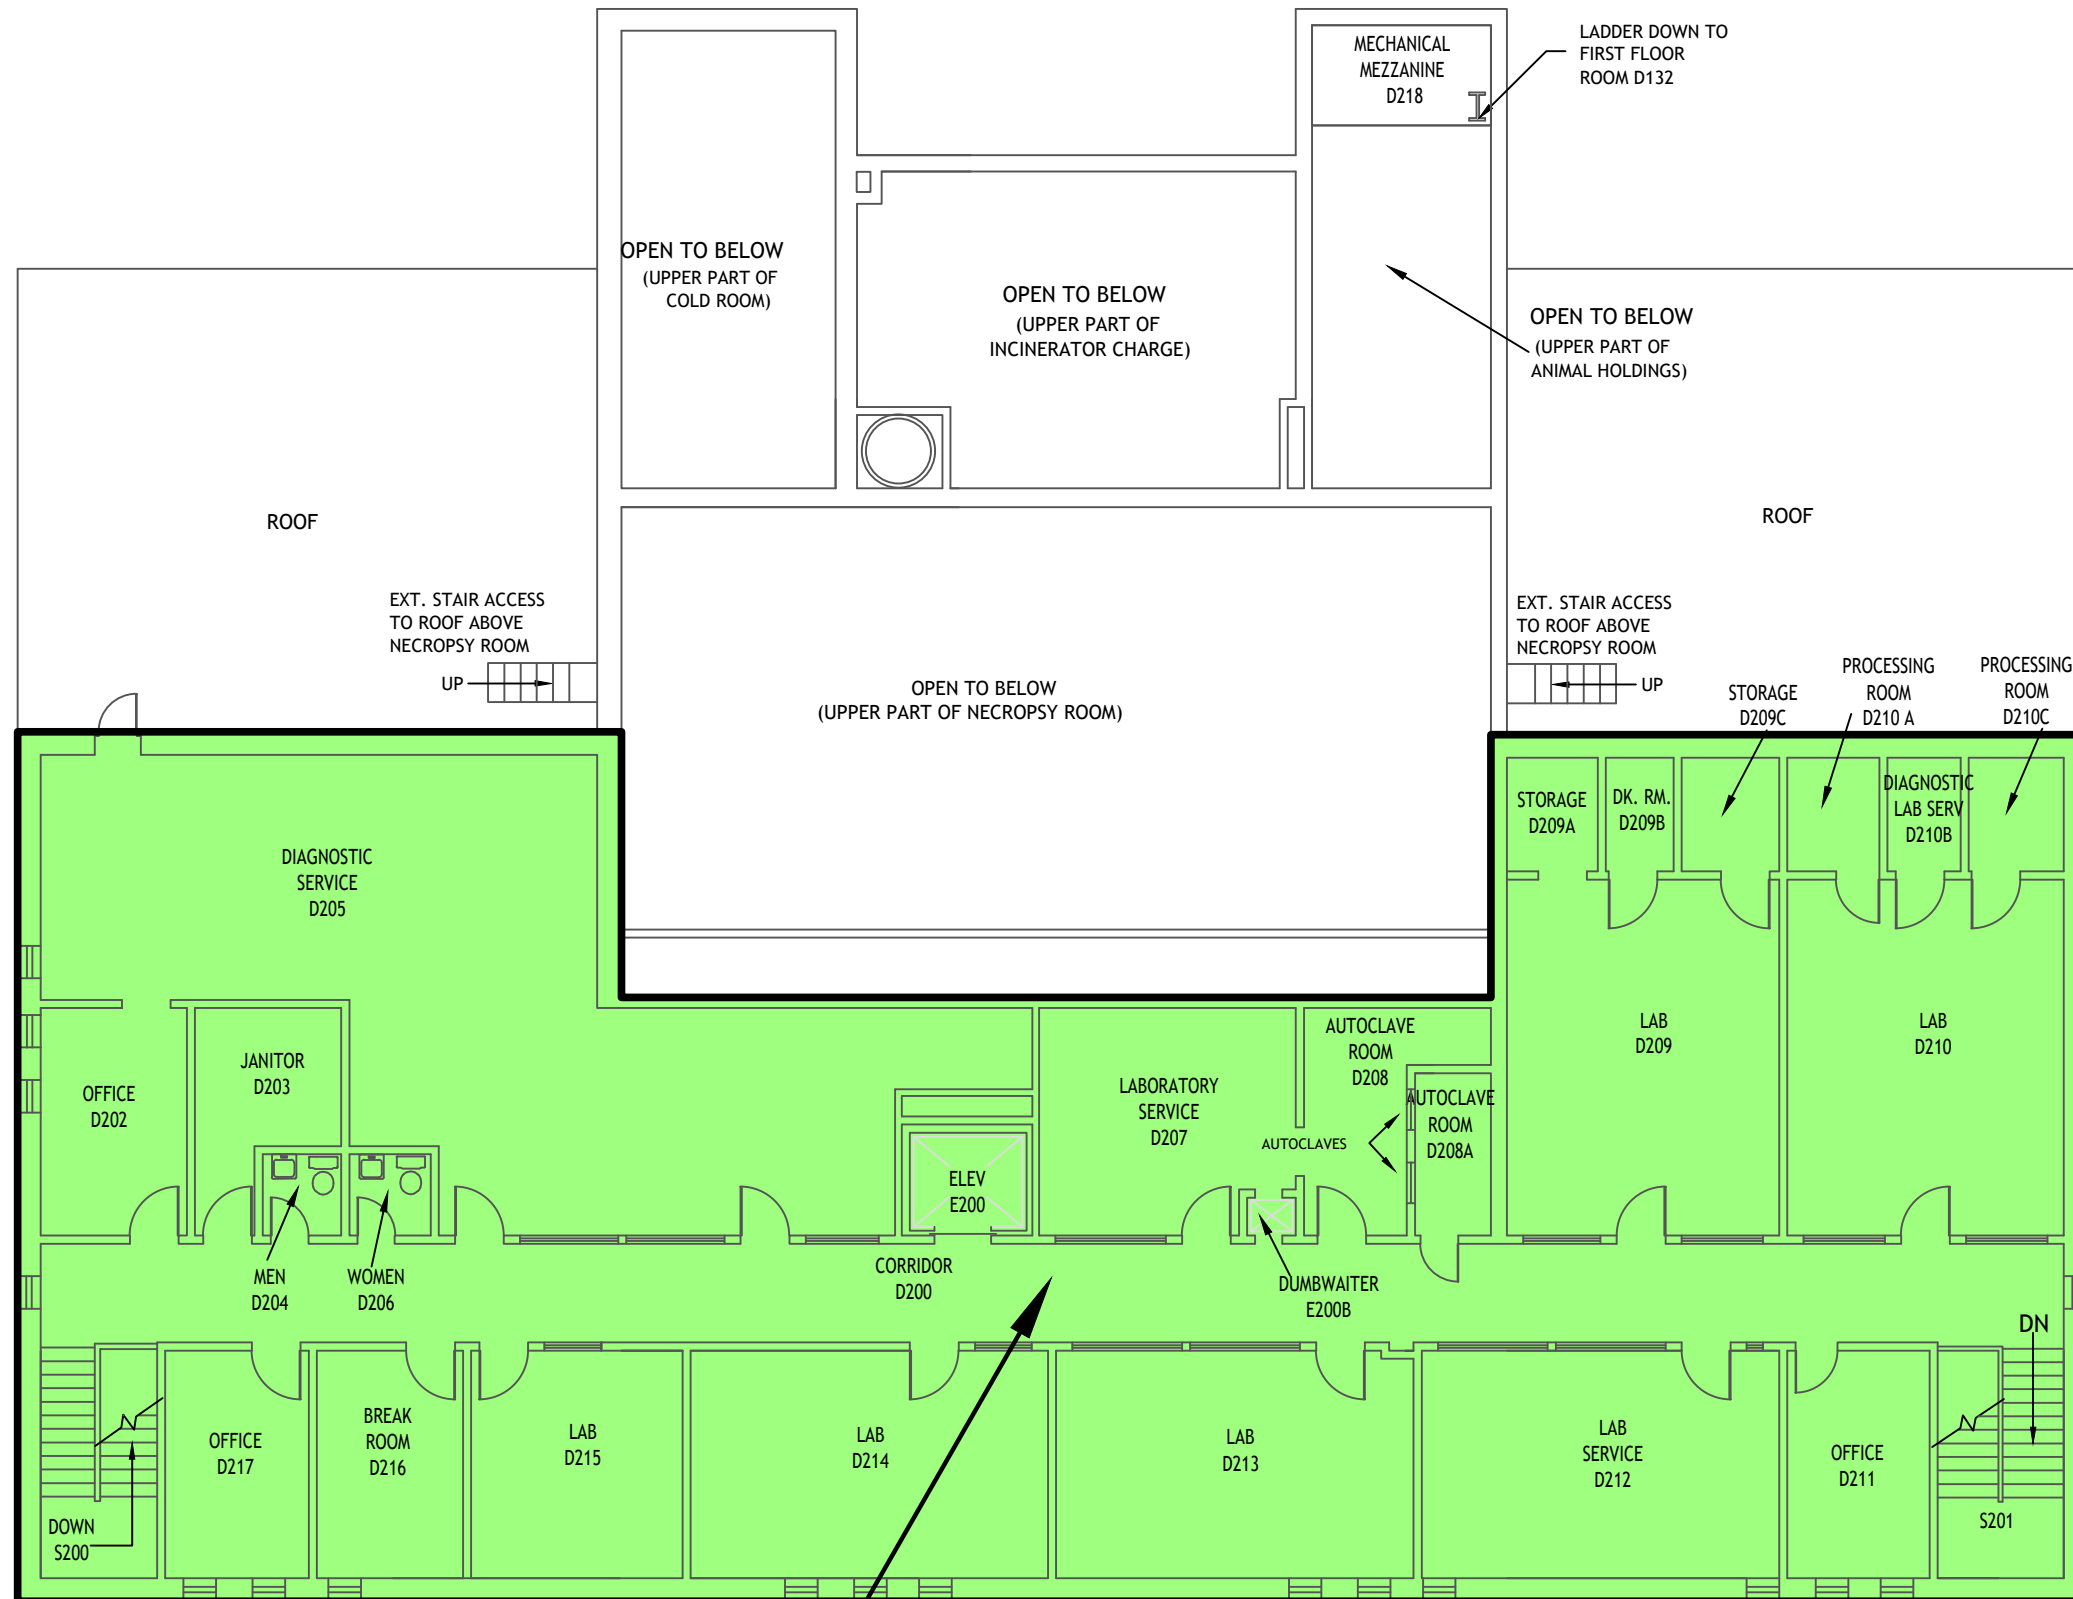 MECHANICAL
MEZZANINE
D218
LADDER DOWN TO
FIRST FLOOR
ROOM D132
OPEN TO BELOW
(UPPER PART OF
COLD ROOM)
OPEN TO BELOW
(UPPER PART OF
INCINERATOR CHARGE)
OPEN TO BELOW
(UPPER PART OF
ANIMAL HOLDINGS)
ROOF
ROOF
EXT. STAIR ACCESS
TO ROOF ABOVE
NECROPSY ROOM
UP
OPEN TO BELOW
(UPPER PART OF NECROPSY ROOM)
EXT. STAIR ACCESS
TO ROOF ABOVE
NECROPSY ROOM
UP
STORAGE
D209C
PROCESSING
ROOM
D210 A
PROCESSING
ROOM
D210C
STORAGE
D209A
DK. RM.
D209B
DIAGNOSTIC
LAB SERV
D210B
DIAGNOSTIC
SERVICE
D205
OFFICE
D202
JANITOR
D203
LABORATORY
SERVICE
D207
AUTOCLAVE
ROOM
D208
AUTOCLAVE
ROOM
D208A
AUTOCLAVES
LAB
D209
LAB
D210
ELEV
E200
MEN
D204
WOMEN
D206
CORRIDOR
D200
DUMBWAITER
E200B
DN
DOWN
S200
OFFICE
D217
BREAK
ROOM
D216
LAB
D215
LAB
D214
LAB
D213
LAB
SERVICE
D212
OFFICE
D211
S201